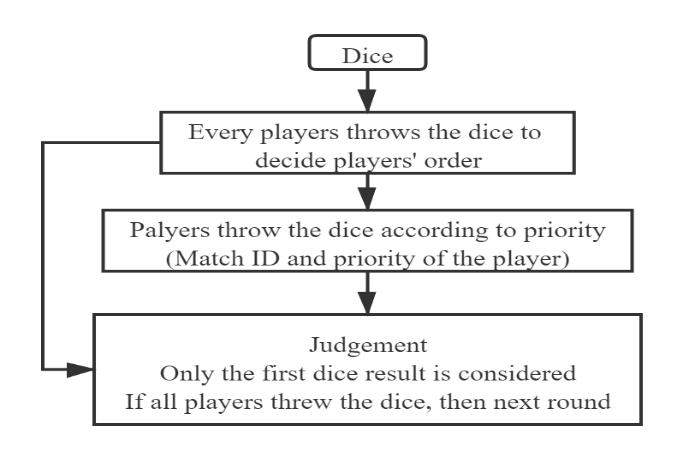 Dice
Every players throws the dice to
decide players' order
Palyers throw the dice according to priority
(Match ID and priority of the player)
Judgement
Only the first dice result is considered
If all players threw the dice, then next round